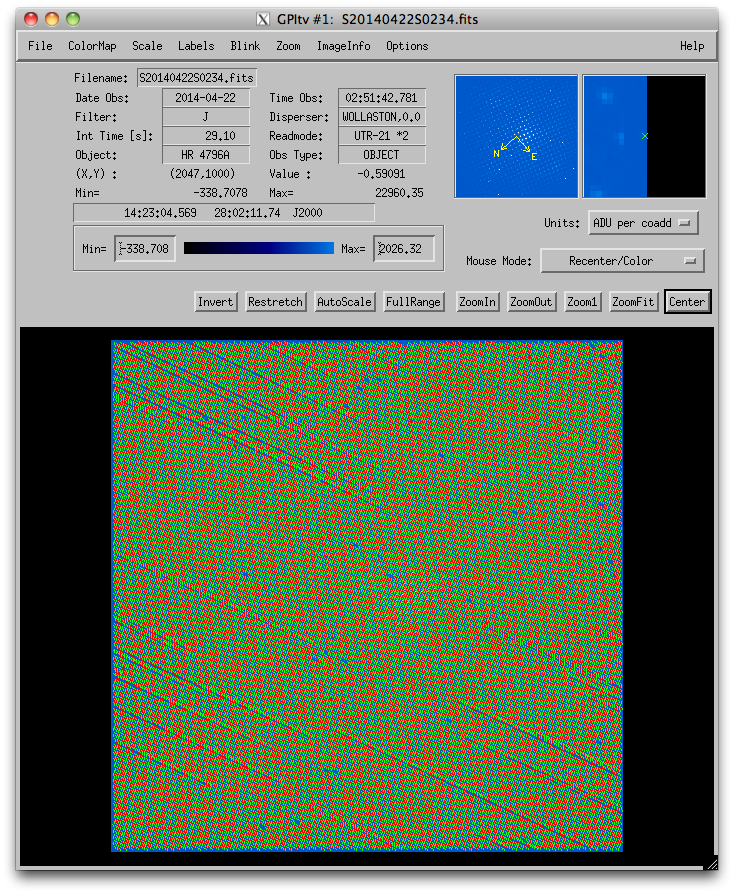 GPItv #1: S20140422S0234.fits
File ColorMap Scale Labels Blink Zoom ImageInfo Options Help
Filename: S20140422S0234.fits
Date Obs: 2014-04-22 Time Obs: 02:51:42.781
Filter: J Disperser: WOLLASTON,0.0
Int Time [s]: 29.10 Readmode: UTR-21 *2
Object: HR 4796A Obs Type: OBJECT
(X,Y) : (2047,1000) Value : -0.59091
Min= -338.7078 Max= 22960.35
14:23:04.569 28:02:11.74 J2000
N E
Units: ADU per coadd
Min= -338.708 Max= 2026.32
Mouse Mode: Recenter/Color
Invert Restretch AutoScale FullRange ZoomIn ZoomOut Zoom1 ZoomFit Center